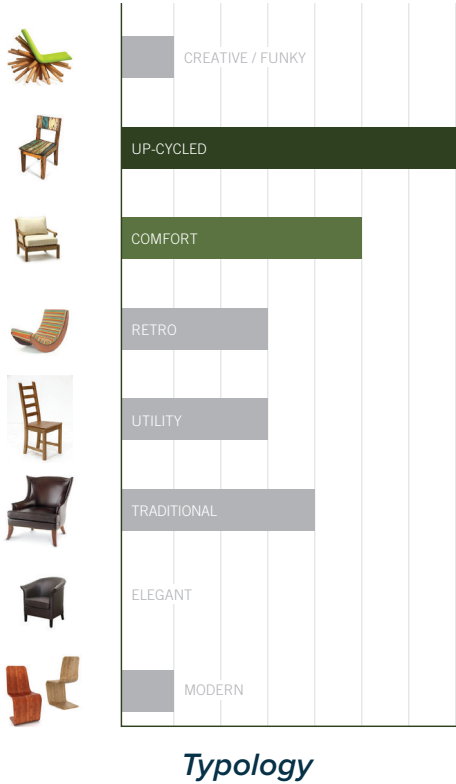 CREATIVE / FUNKY
UP-CYCLED
COMFORT
RETRO
UTILITY
TRADITIONAL
ELEGANT
MODERN
Typology